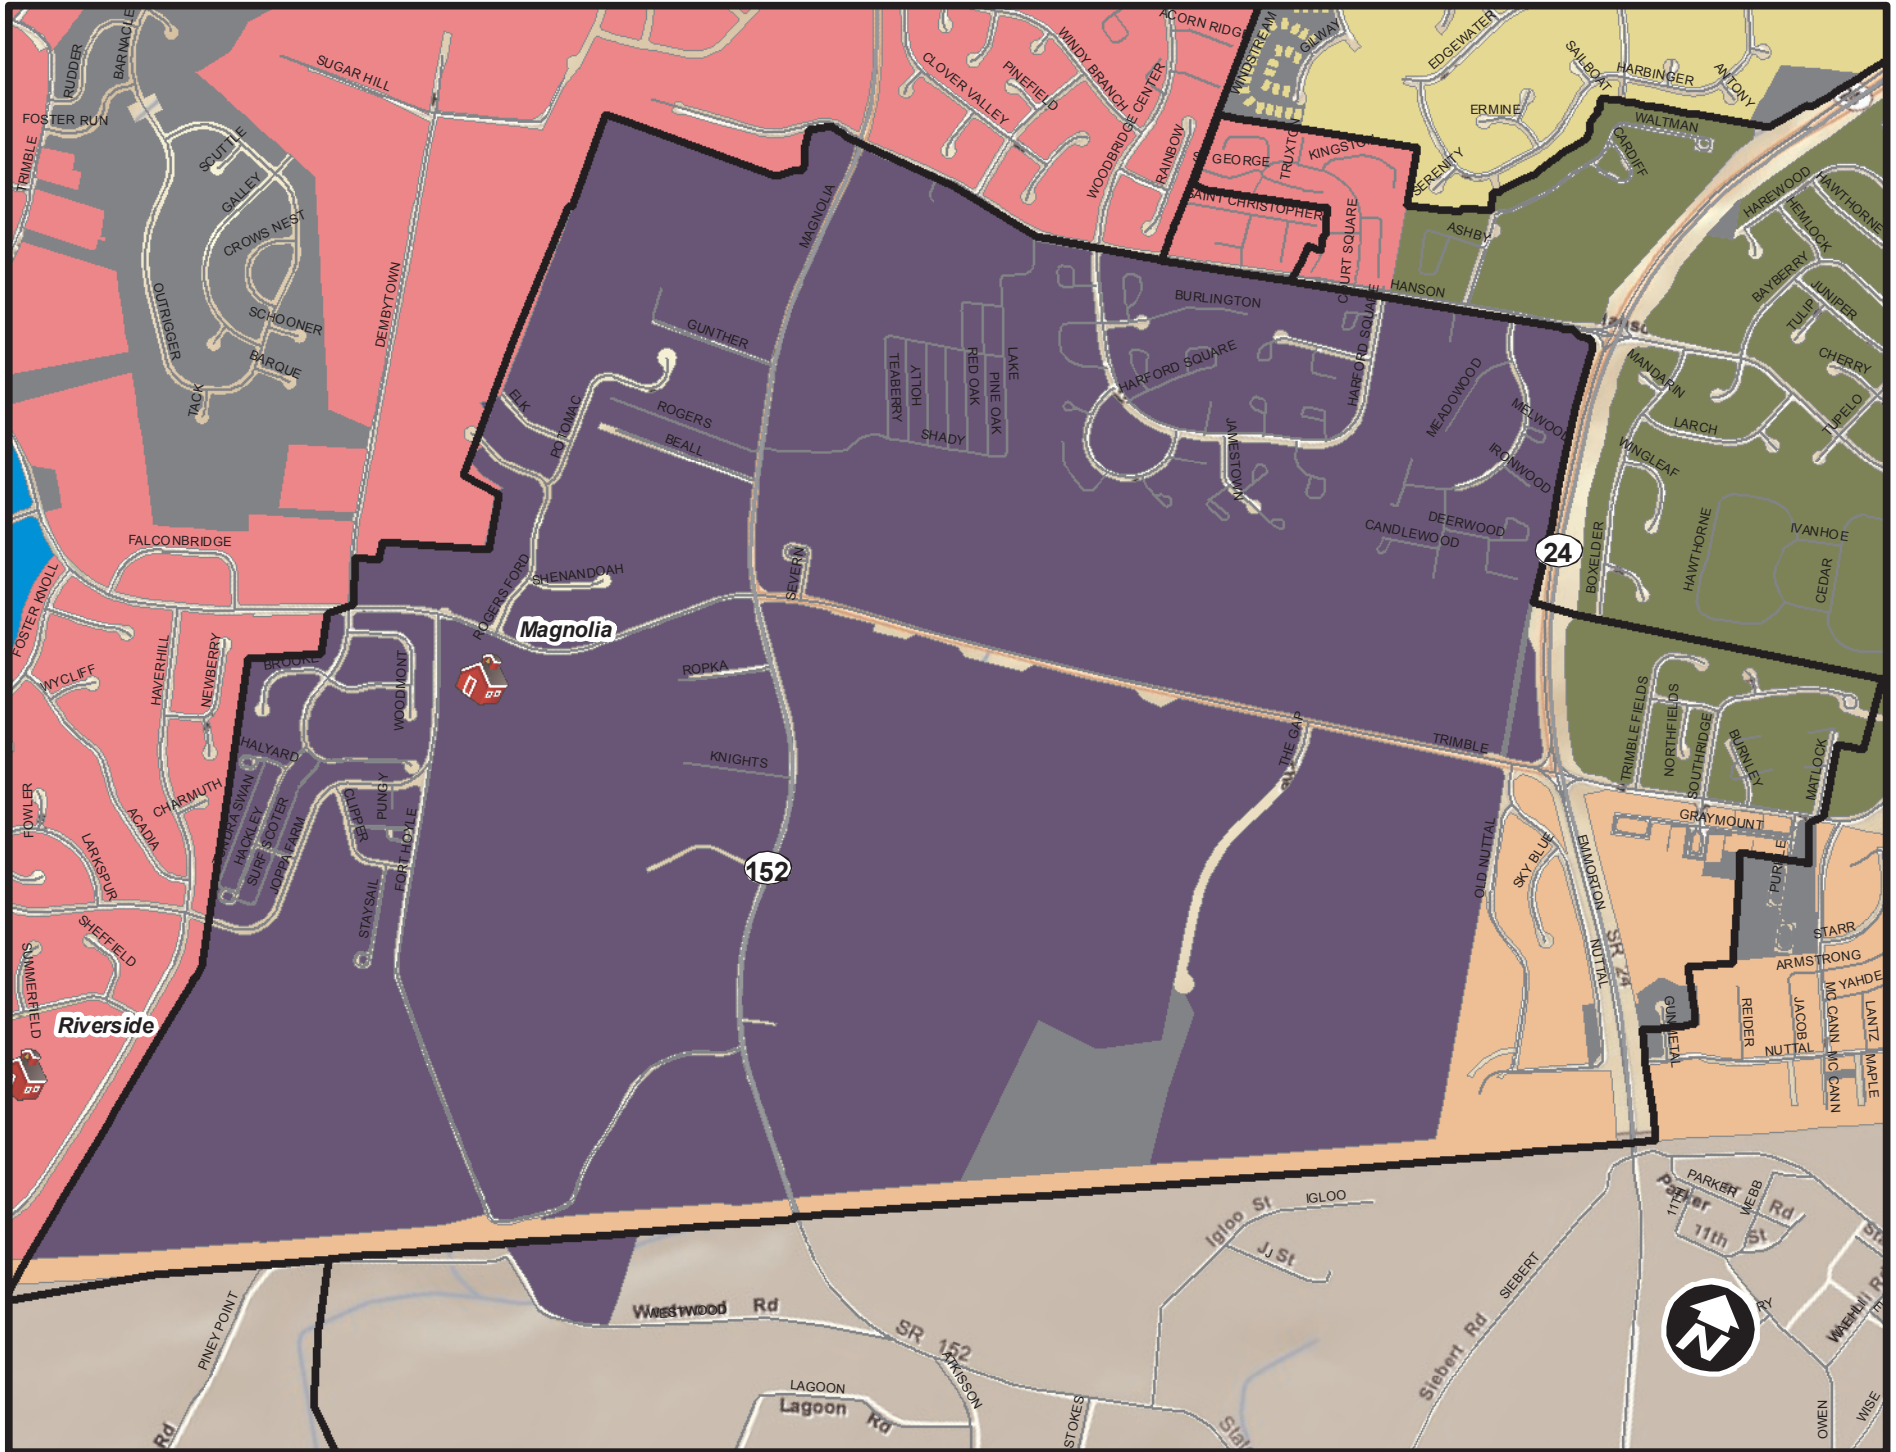 ACORN RIDG
WINDSTREAM
GILWAY
EDGEWATER
SAILBOAT
HARBINGER
ANTONY
RUDDER
BARNACLE
SUGAR HILL
CLOVER VALLEY
PINEFIELD
WINDY BRANCH
WOODBRIDGE CENTER
RAINBOW
ERMINE
WALTMAN
CARDIFF
FOSTER RUN
TRIMBLE
SCUTTLE
GALLEY
CROWS NEST
GEORGE
TRUXTON
KINGSTO
SERENITY
HAREWOOD
HAWTHORNE
HEMLOCK
SAINT CHRISTOPHER
COURT SQUARE
ASHBY
MAGNOLIA
OUTRIGGER
SCHOONER
BARQUE
TACK
DEMBYTOWN
HANSON
BURLINGTON
BAYBERRY
JUNIPER
TULIP
CHERRY
GUNTHER
LAKE
TEABERRY
HOLLY
RED OAK
PINE OAK
SHADY
HARFORD SQUARE
HARFORD SQUARE
MEADOWOOD
MELWOOD
IRONWOOD
MANDARIN
LARCH
TUPELO
WINGLEAF
ELK
POTOMAC
ROGERS
BEALL
JAMESTOWN
DEERWOOD
CANDLEWOOD
24
BOXELDER
HAWTHORNE
IVANHOE
CEDAR
FALCONBRIDGE
FOSTER KNOLL
ROGERS FORD
SHENANDOAH
SEVERN
Magnolia
WYCLIFF
HAVERHILL
NEWBERRY
BROOKE
WOODMONT
ROPKA
KNIGHTS
THE GAP
TRIMBLE
TRIMBLE FIELDS
NORTHFIELDS
SOUTHRIDGE
BURNLEY
MATLOCK
GRAYMOUNT
HALYARD
HACKLEY
SURF SCOTER
JOPPA FARM
CLIPPER
PUNGY
FORT HOYLE
STAYSAIL
FOWLER
LARKSPUR
ACADIA
CHARMUTH
152
OLD NUTTAL
SKY BLUE
EMMORTON
NUTTAL
SR 24
STARR
ARMSTRONG
YAHDE
SUMMERFIELD
SHEFFIELD
Riverside
GUNMETAL
REIDER
JACOB
MC CANN
MC CANN
LANTZ
MAPLE
NUTTAL
IGLOO
Igloo St
J St
PARKER
WEBB
Parker
Rd
11TH
11th St
SIEBERT
Siebert Rd
PINEY POINT
Rd
WESTWOOD
Westwood Rd
SR 152
ATKISSON
LAGOON
Lagoon Rd
STOKES
OWEN
WISE
N